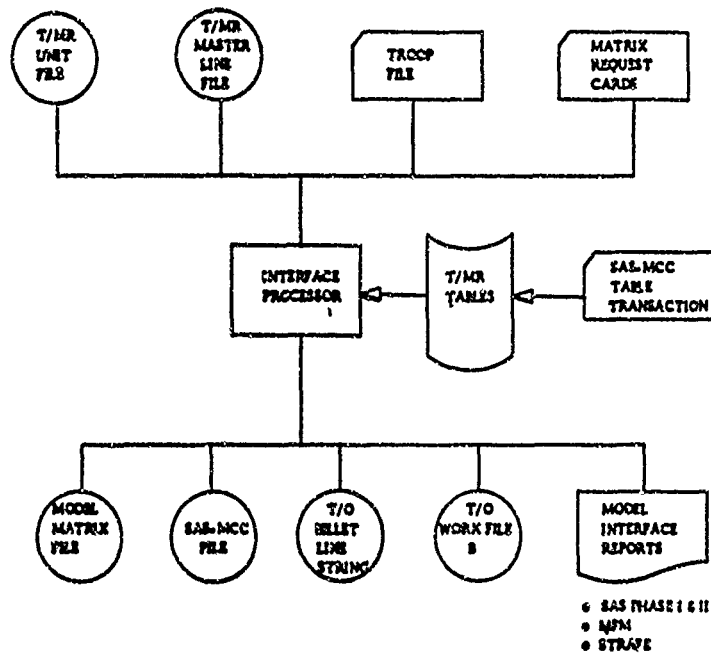 T/MR
UNIT
FILE
T/MR
MASTER
LINE
FILE
TROOP
FILE
MATRIX
REQUEST
CARDS
INTERFACE
PROCESSOR
T/MR
TABLES
SAS-MCC
TABLE
TRANSACTION
MODEL
MATRIX
FILE
SAS-MCC
FILE
T/O
BILLET
LINE
STRING
T/O
WORK FILE
B
MODEL
INTERFACE
REPORTS
• SAS PHASE I & II
• MPM
• STRAFE